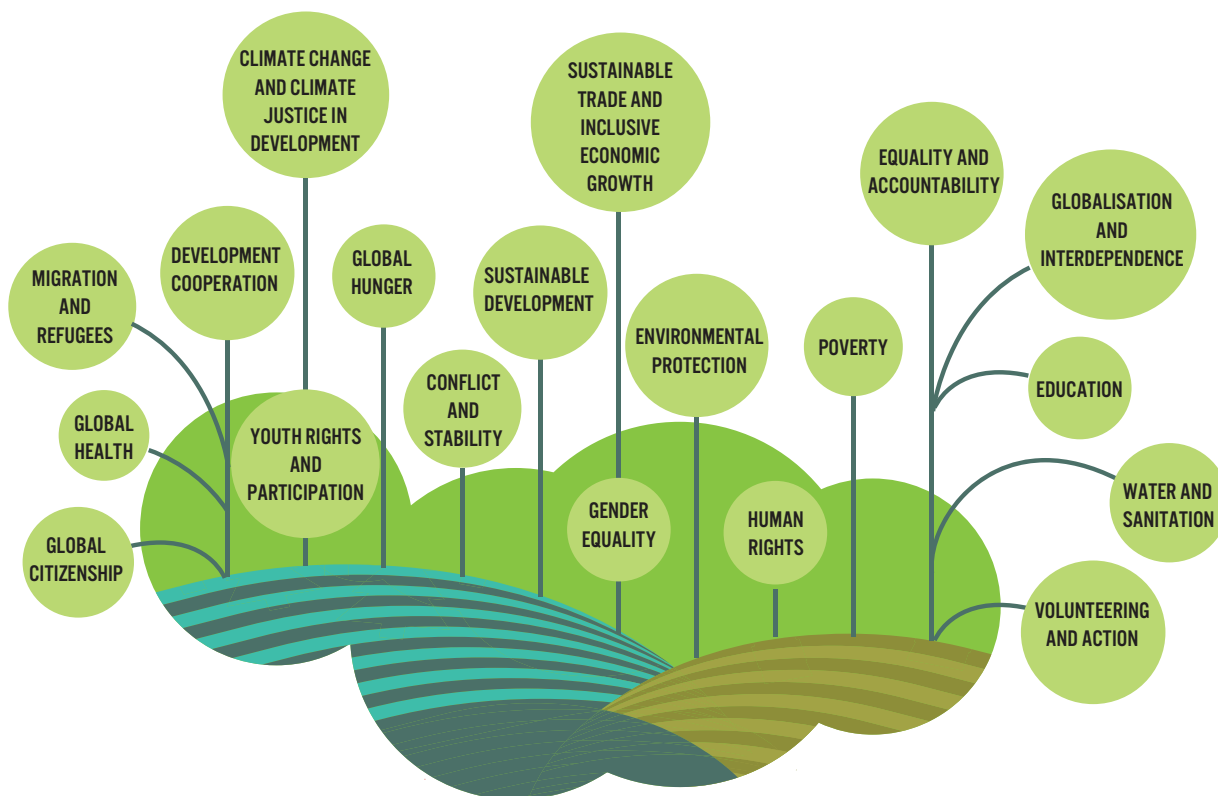 CLIMATE CHANGE
AND CLIMATE
JUSTICE IN
DEVELOPMENT
SUSTAINABLE
TRADE AND
INCLUSIVE
ECONOMIC
GROWTH
EQUALITY AND
ACCOUNTABILITY
GLOBALISATION
AND
INTERDEPENDENCE
MIGRATION
AND
REFUGEES
DEVELOPMENT
COOPERATION
GLOBAL
HUNGER
SUSTAINABLE
DEVELOPMENT
ENVIRONMENTAL
PROTECTION
POVERTY
EDUCATION
GLOBAL
HEALTH
YOUTH RIGHTS
AND
PARTICIPATION
CONFLICT
AND
STABILITY
GENDER
EQUALITY
HUMAN
RIGHTS
WATER AND
SANITATION
GLOBAL
CITIZENSHIP
VOLUNTEERING
AND ACTION